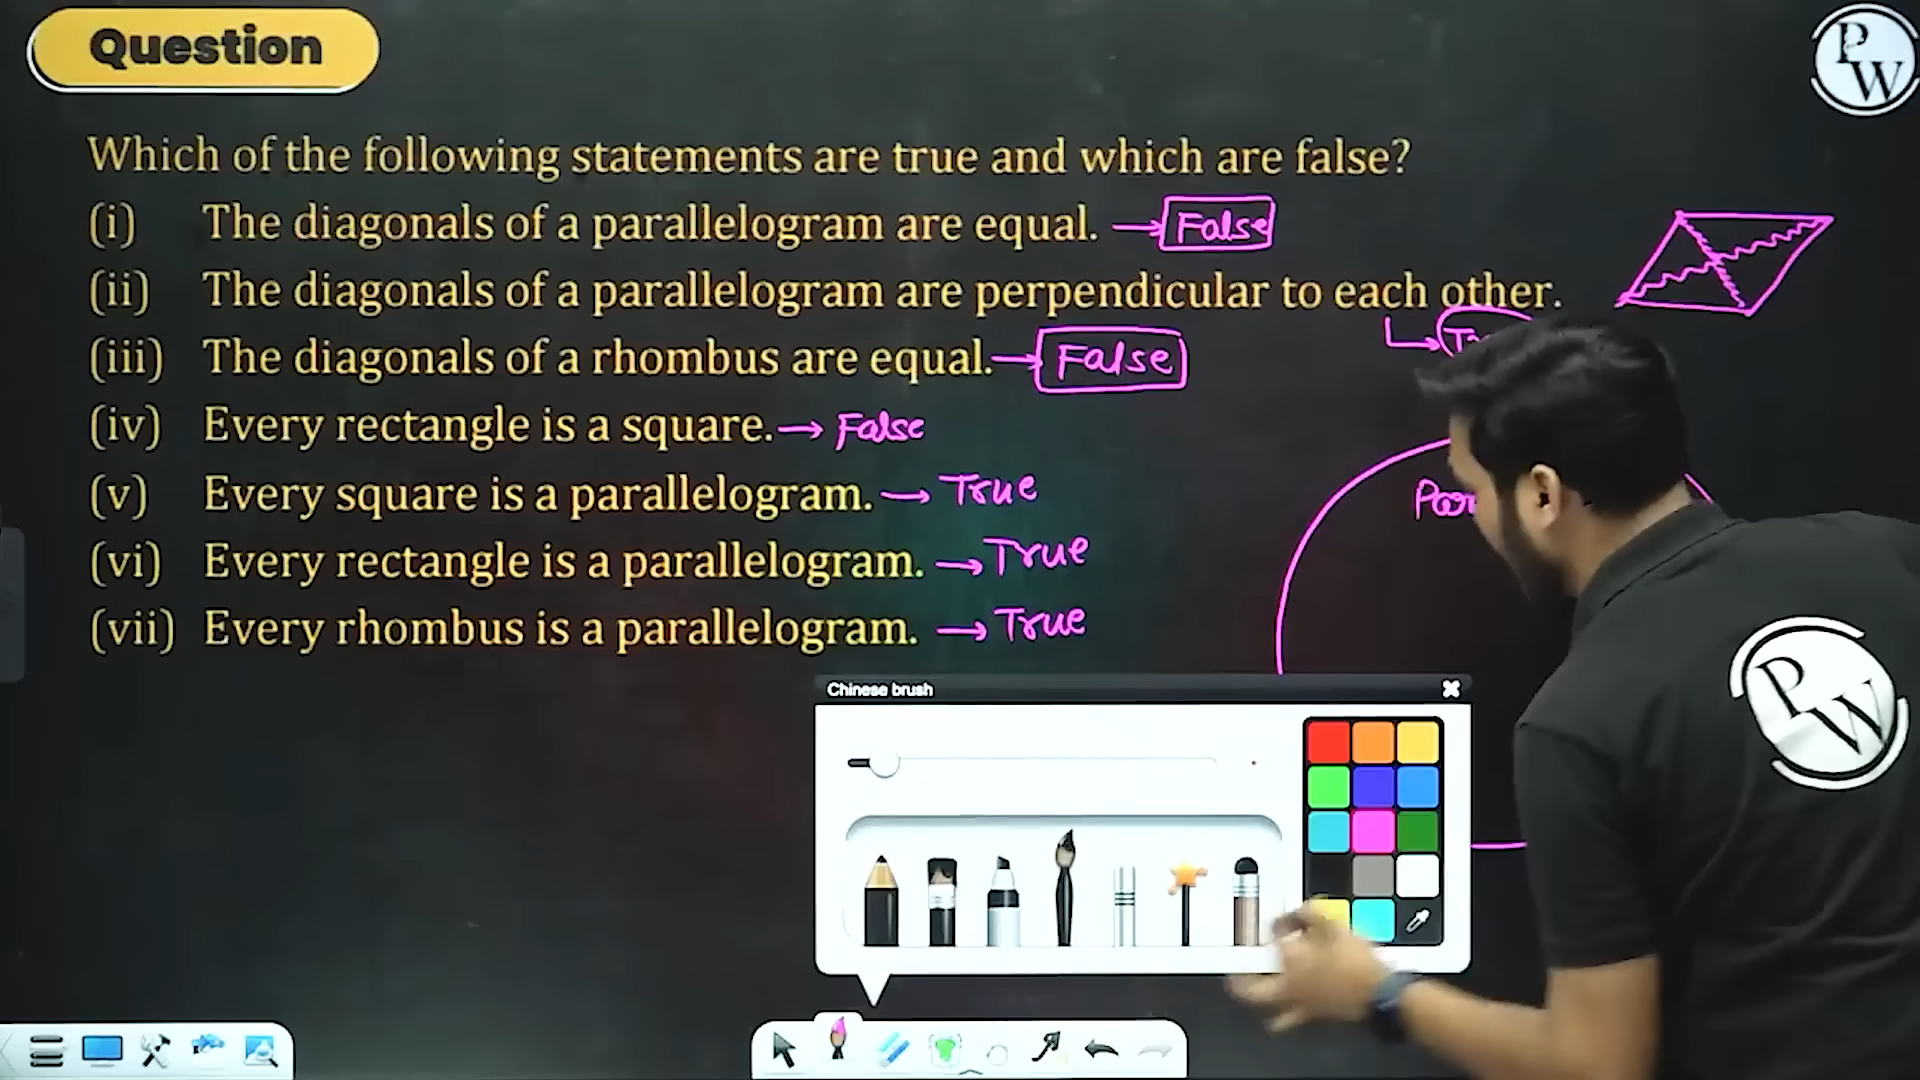 Question
PW
Which of the following statements are true and which are false?
(i) The diagonals of a parallelogram are equal. → False
(ii) The diagonals of a parallelogram are perpendicular to each other.
(iii) The diagonals of a rhombus are equal. → False
(iv) Every rectangle is a square. → False
(v) Every square is a parallelogram. → True
(vi) Every rectangle is a parallelogram. → True
(vii) Every rhombus is a parallelogram. → True
Chinese brush
PW